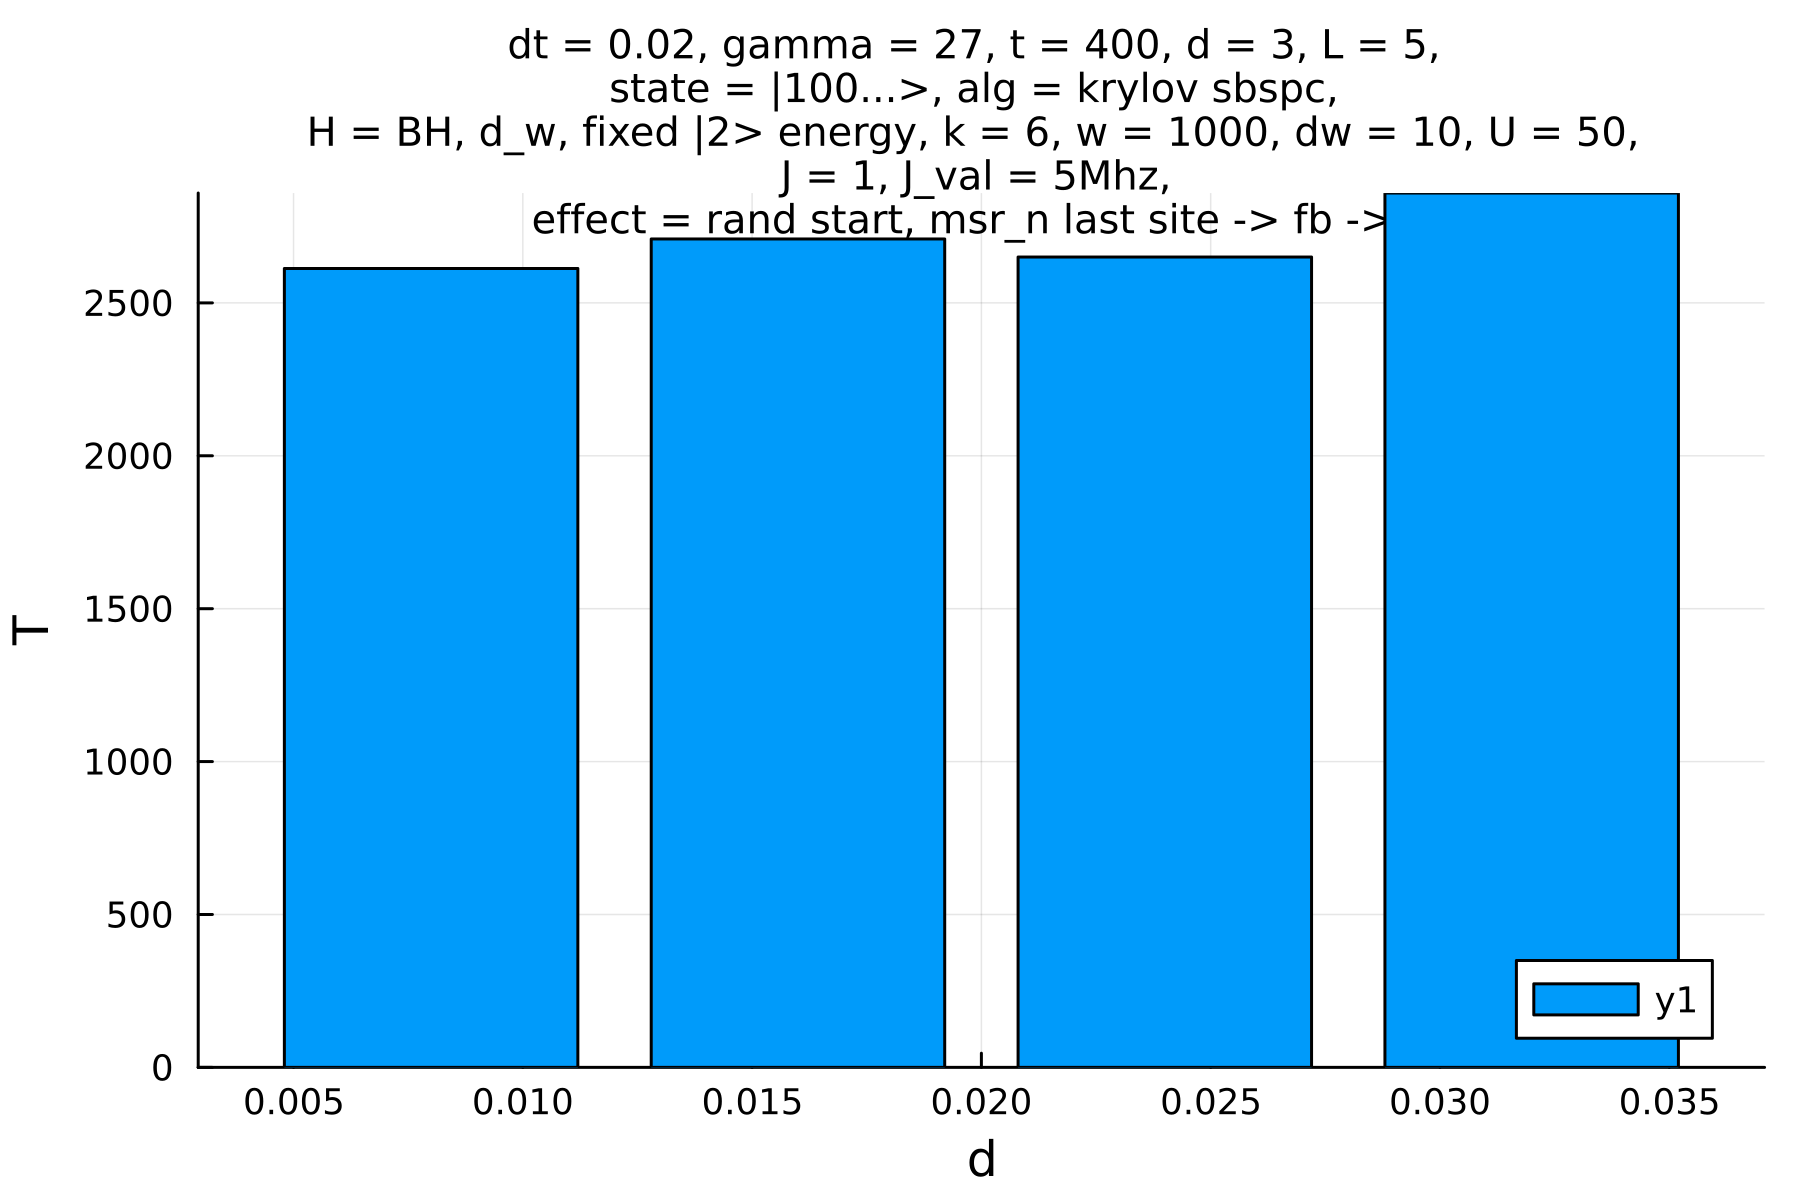 dt = 0.02, gamma = 27, t = 400, d = 3, L = 5,
state = |100...>, alg = krylov sbspc,
H = BH, d_w, fixed |2> energy, k = 6, w = 1000, dw = 10, U = 50,
J = 1, J_val = 5Mhz,
effect = rand start, msr_n last site -> fb ->
T
2500
2000
1500
1000
500
0
y1
0.005 0.010 0.015 0.020 0.025 0.030 0.035
d